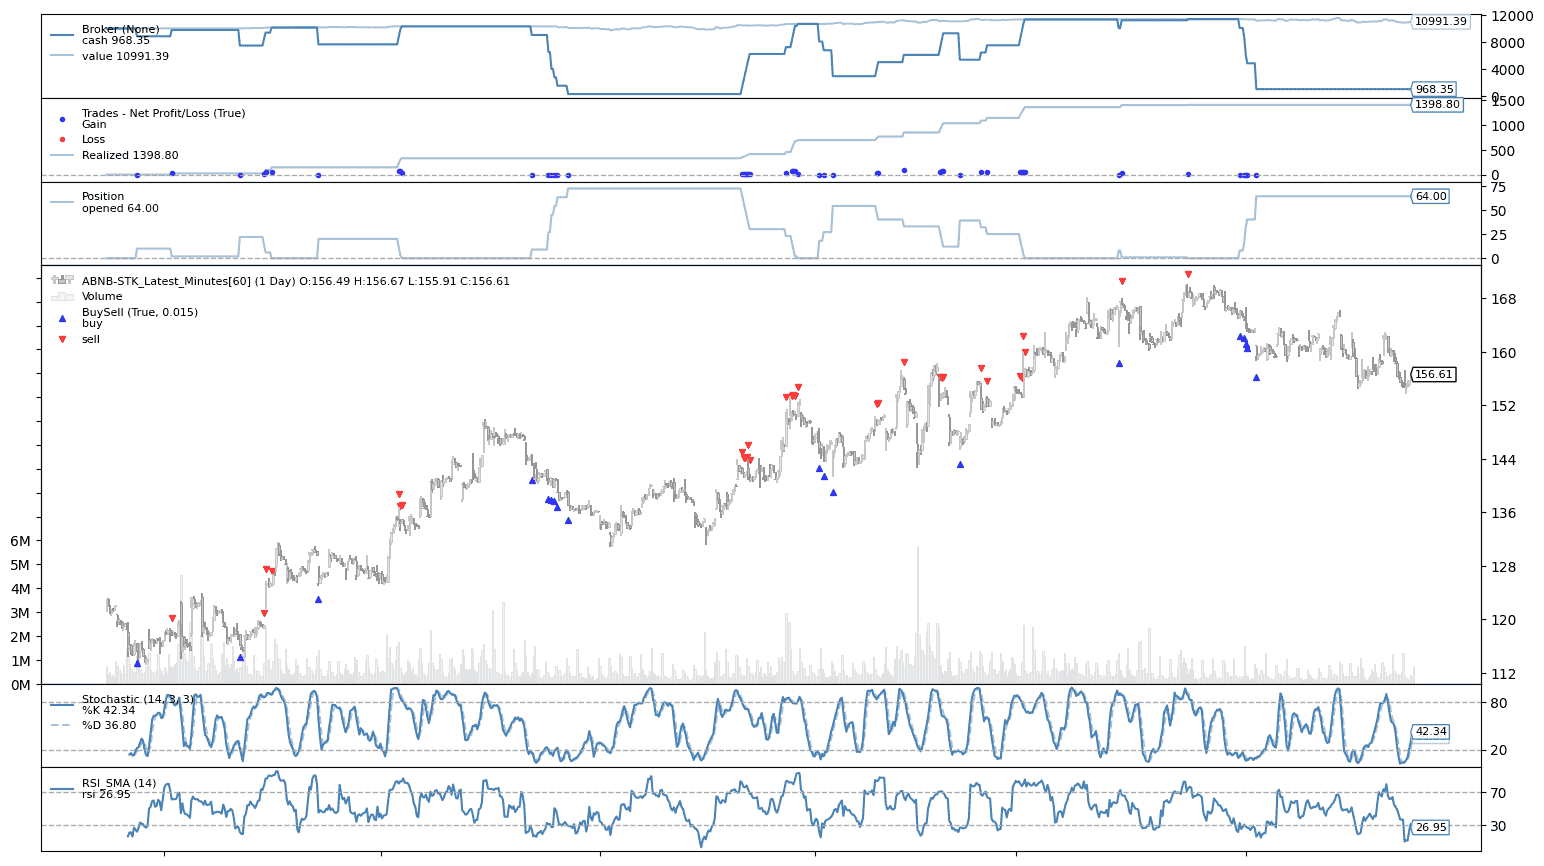 Broker (None)
cash 968.35
value 10991.39
12000
10991.39
8000
4000
968.35
0
Trades - Net Profit/Loss (True)
Gain
Loss
Realized 1398.80
1500
1398.80
1000
500
0
Position
opened 64.00
75
64.00
50
25
0
ABNB-STK_Latest_Minutes[60] (1 Day) O:156.49 H:156.67 L:155.91 C:156.61
Volume
BuySell (True, 0.015)
buy
sell
168
160
156.61
152
144
136
128
120
112
6M
5M
4M
3M
2M
1M
0M
Stochastic (14, 3, 3)
%K 42.34
%D 36.80
80
42.34
20
RSI_SMA (14)
rsi 26.95
70
30
26.95